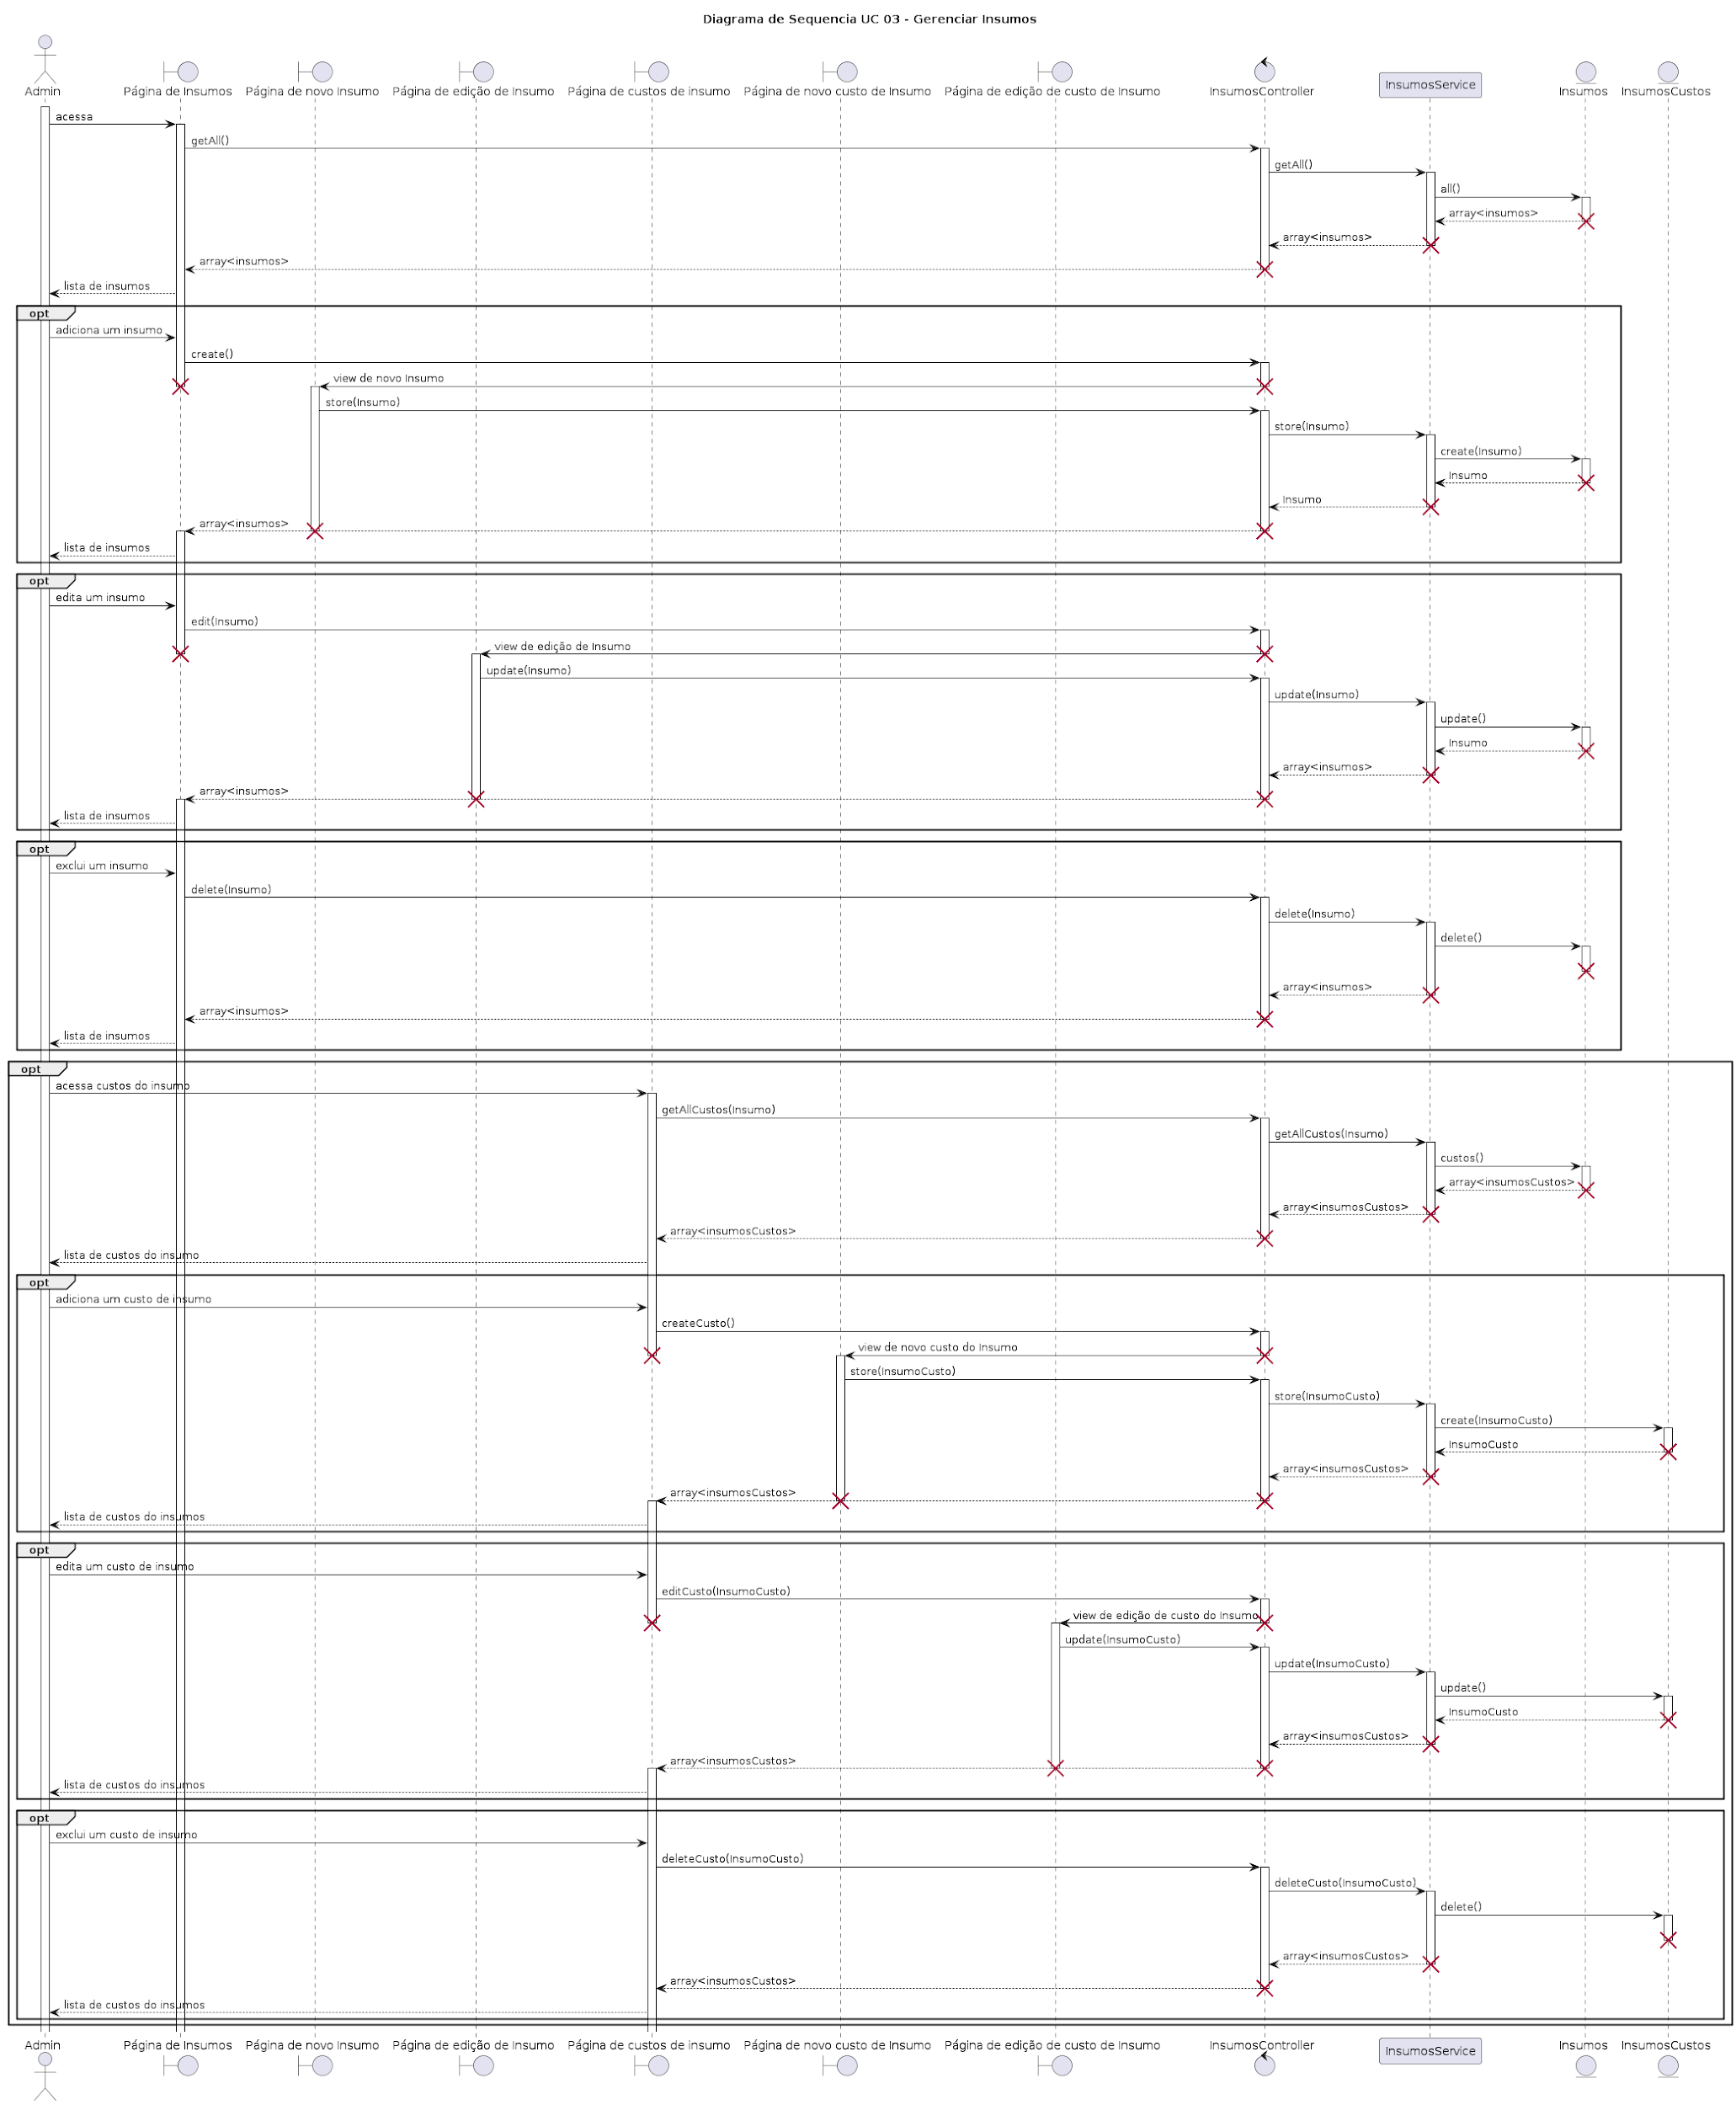 Diagrama de Sequencia UC 03 - Gerenciar Insumos
Admin
Página de Insumos
Página de novo Insumo
Página de edição de Insumo
Página de custos de insumo
Página de novo custo de Insumo
Página de edição de custo de Insumo
InsumosController
InsumosService
Insumos
InsumosCustos
acessa
getAll()
getAll()
all()
array<insumos>
array<insumos>
array<insumos>
lista de insumos
opt
adiciona um insumo
create()
view de novo Insumo
store(Insumo)
store(Insumo)
create(Insumo)
Insumo
Insumo
array<insumos>
lista de insumos
opt
edita um insumo
edit(Insumo)
view de edição de Insumo
update(Insumo)
update(Insumo)
update()
Insumo
array<insumos>
array<insumos>
lista de insumos
opt
exclui um insumo
delete(Insumo)
delete(Insumo)
delete()
array<insumos>
array<insumos>
lista de insumos
opt
acessa custos do insumo
getAllCustos(Insumo)
getAllCustos(Insumo)
custos()
array<insumosCustos>
array<insumosCustos>
array<insumosCustos>
lista de custos do insumo
opt
adiciona um custo de insumo
createCusto()
view de novo custo do Insumo
store(InsumoCusto)
store(InsumoCusto)
create(InsumoCusto)
InsumoCusto
array<insumosCustos>
array<insumosCustos>
lista de custos do insumos
opt
edita um custo de insumo
editCusto(InsumoCusto)
view de edição de custo do Insumo
update(InsumoCusto)
update(InsumoCusto)
update()
InsumoCusto
array<insumosCustos>
array<insumosCustos>
lista de custos do insumos
opt
exclui um custo de insumo
deleteCusto(InsumoCusto)
deleteCusto(InsumoCusto)
delete()
array<insumosCustos>
array<insumosCustos>
lista de custos do insumos
Admin
Página de Insumos
Página de novo Insumo
Página de edição de Insumo
Página de custos de insumo
Página de novo custo de Insumo
Página de edição de custo de Insumo
InsumosController
InsumosService
Insumos
InsumosCustos